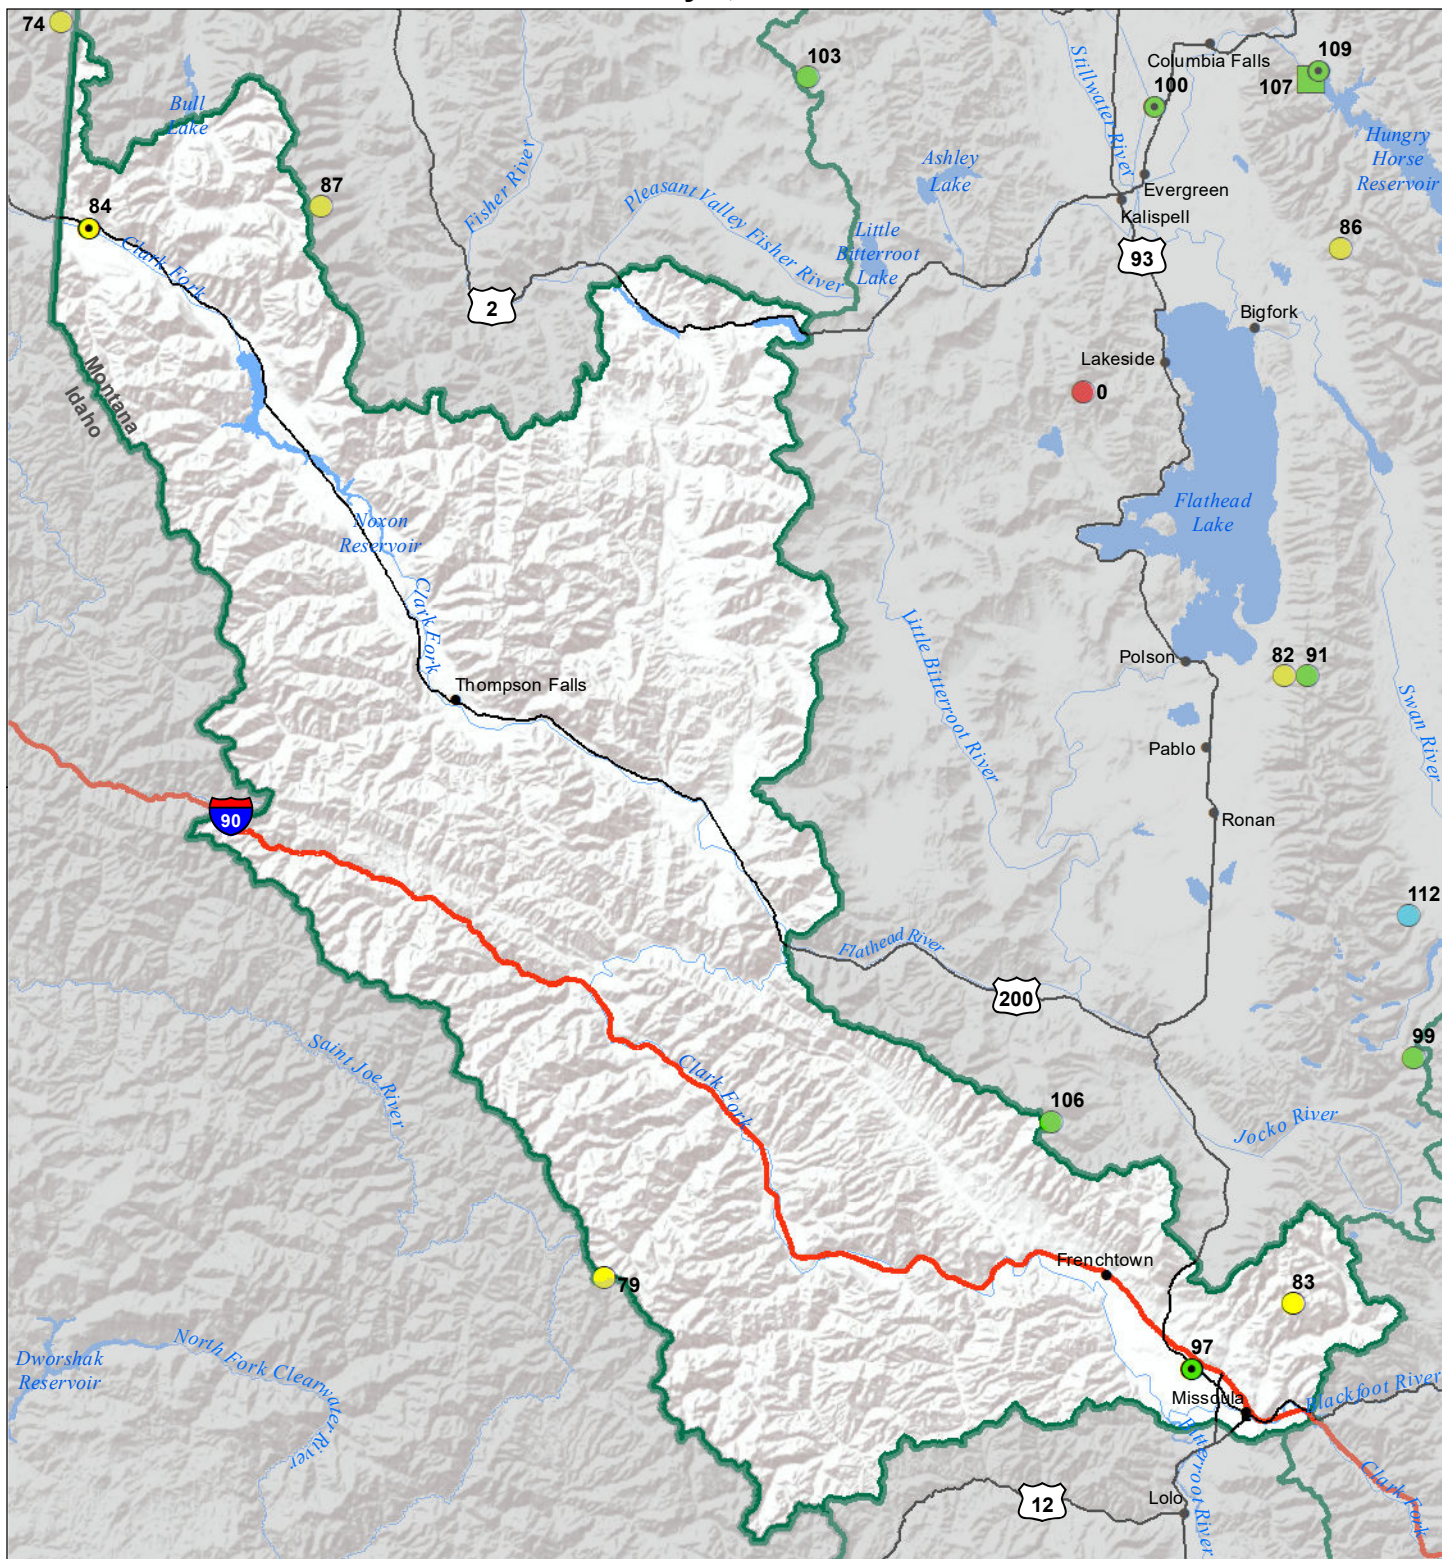 74
103
109
107
Columbia Falls
100
Stillwater River
Bull
Lake
Hungry
Horse
Reservoir
Ashley
Lake
Fisher River
Pleasant Valley Fisher River
Evergreen
Kalispell
87
84
Clark Fork
Little
Bitterroot
Lake
86
93
2
Bigfork
Lakeside
0
Montana
Idaho
Flathead
Lake
Noxon
Reservoir
Clark Fork
Little Bitterroot River
Polson
82
91
Swan River
Thompson Falls
Pablo
90
Ronan
112
Flathead River
200
Saint Joe River
Clark Fork
99
106
Jocko River
Frenchtown
79
83
97
North Fork Clearwater River
Dworshak
Reservoir
Missoula
Blackfoot River
Bitterroot River
Clark Fork
12
Lolo